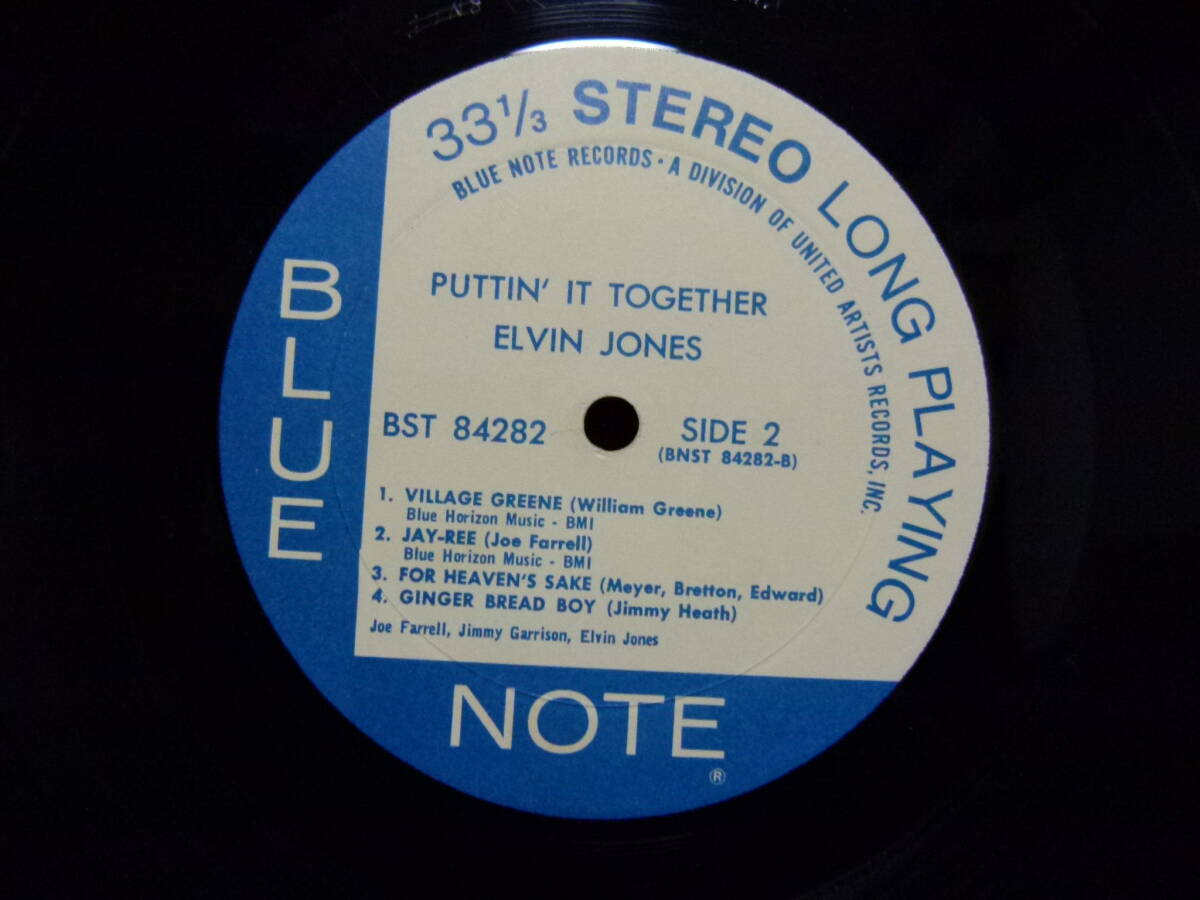 33 1/3 STEREO LONG PLAYING
BLUE NOTE RECORDS • A DIVISION OF UNITED ARTISTS RECORDS, INC.
PUTTIN' IT TOGETHER
ELVIN JONES
BST 84282
SIDE 2
(BNST 84282-B)
1. VILLAGE GREENE (William Greene)
Blue Horizon Music - BMI
2. JAY-REE (Joe Farrell)
Blue Horizon Music - BMI
3. FOR HEAVEN'S SAKE (Meyer, Bretton, Edward)
4. GINGER BREAD BOY (Jimmy Heath)
Joe Farrell, Jimmy Garrison, Elvin Jones
BLUE
NOTE
®